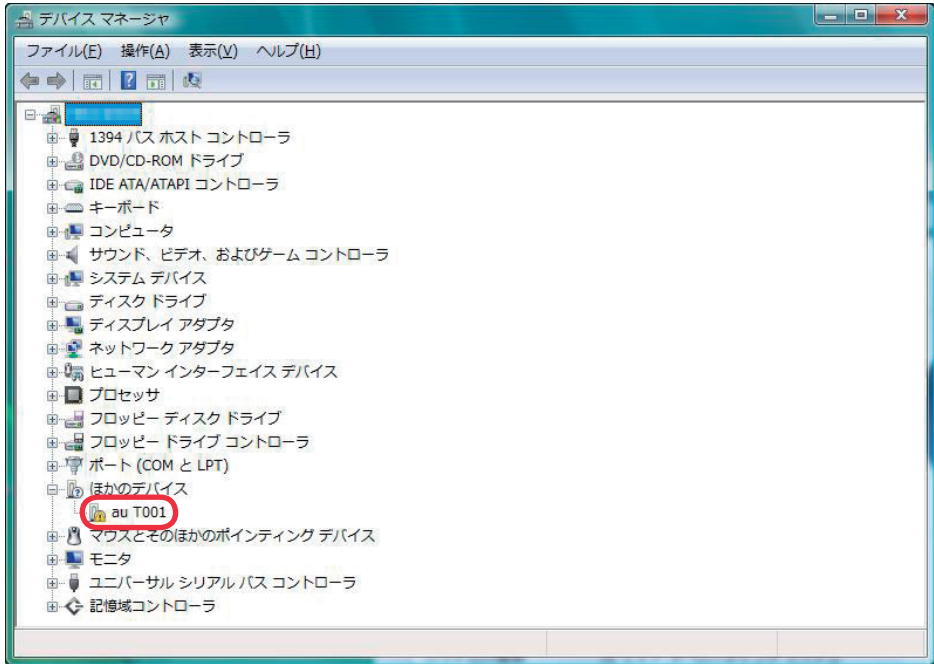 デバイス マネージャ
ファイル(F) 操作(A) 表示(V) ヘルプ(H)
1394 バス ホスト コントローラ
DVD/CD-ROM ドライブ
IDE ATA/ATAPI コントローラ
キーボード
コンピュータ
サウンド、ビデオ、およびゲーム コントローラ
システム デバイス
ディスク ドライブ
ディスプレイ アダプタ
ネットワーク アダプタ
ヒューマン インターフェイス デバイス
プロセッサ
フロッピー ディスク ドライブ
フロッピー ドライブ コントローラ
ポート (COM と LPT)
ほかのデバイス
au T001
マウスとそのほかのポインティング デバイス
モニタ
ユニバーサル シリアル バス コントローラ
記憶域コントローラ